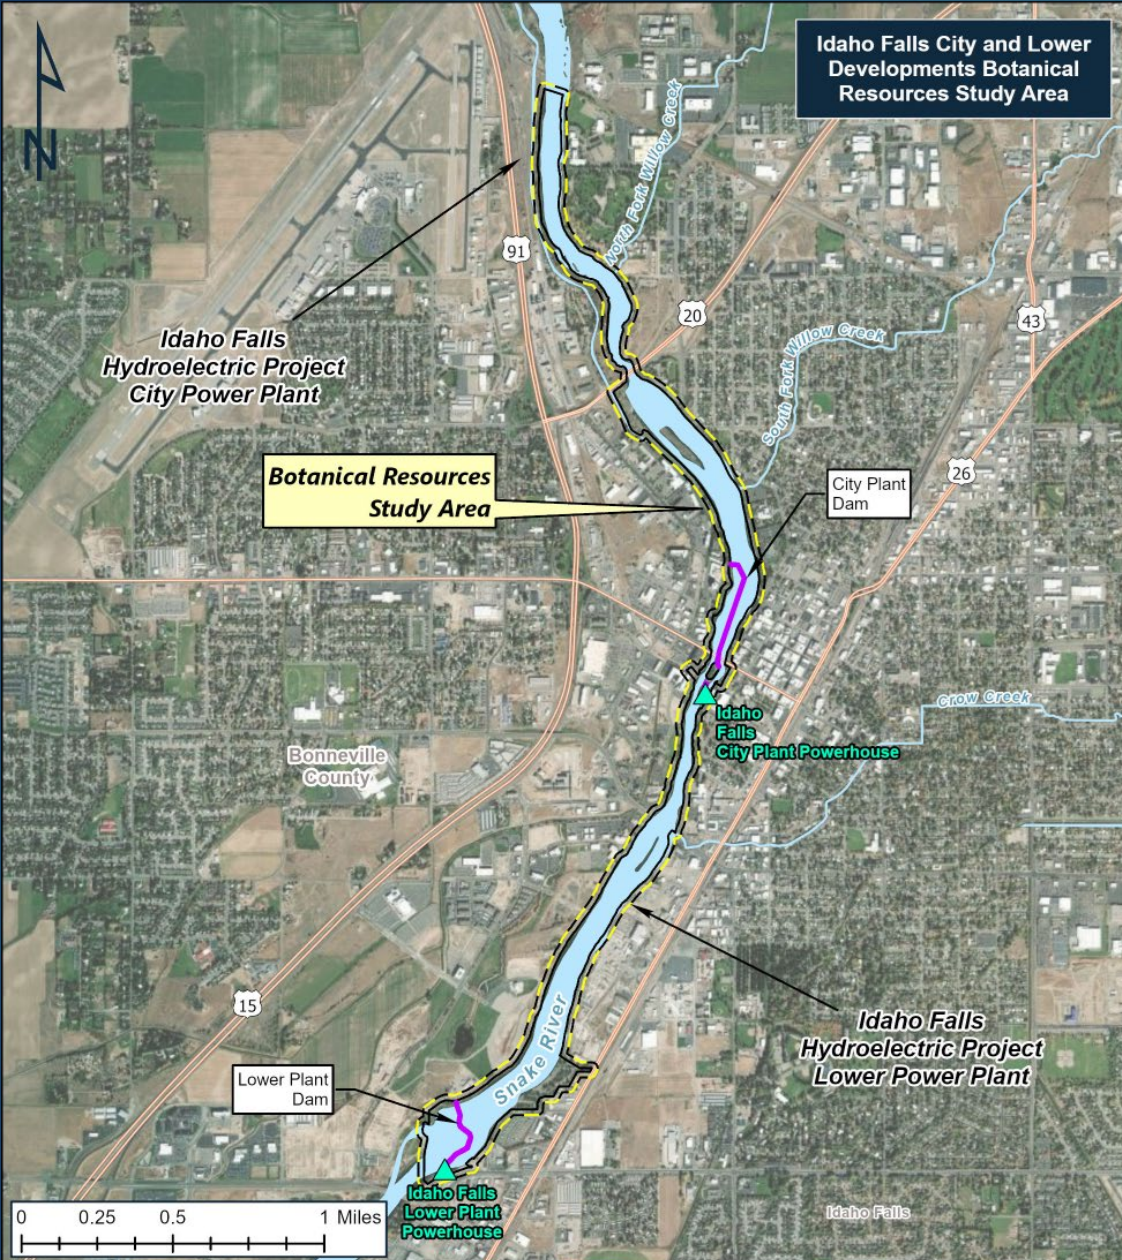 Idaho Falls City and Lower
Developments Botanical
Resources Study Area
N
North Fork Willow Creek
91
20
43
Idaho Falls
Hydroelectric Project
City Power Plant
South Fork Willow Creek
Botanical Resources
Study Area
26
City Plant
Dam
Crow Creek
Idaho
Falls
City Plant Powerhouse
Bonneville
County
15
Snake River
Idaho Falls
Hydroelectric Project
Lower Power Plant
Lower Plant
Dam
Idaho Falls
Lower Plant
Powerhouse
Idaho Falls
0 0.25 0.5 1 Miles